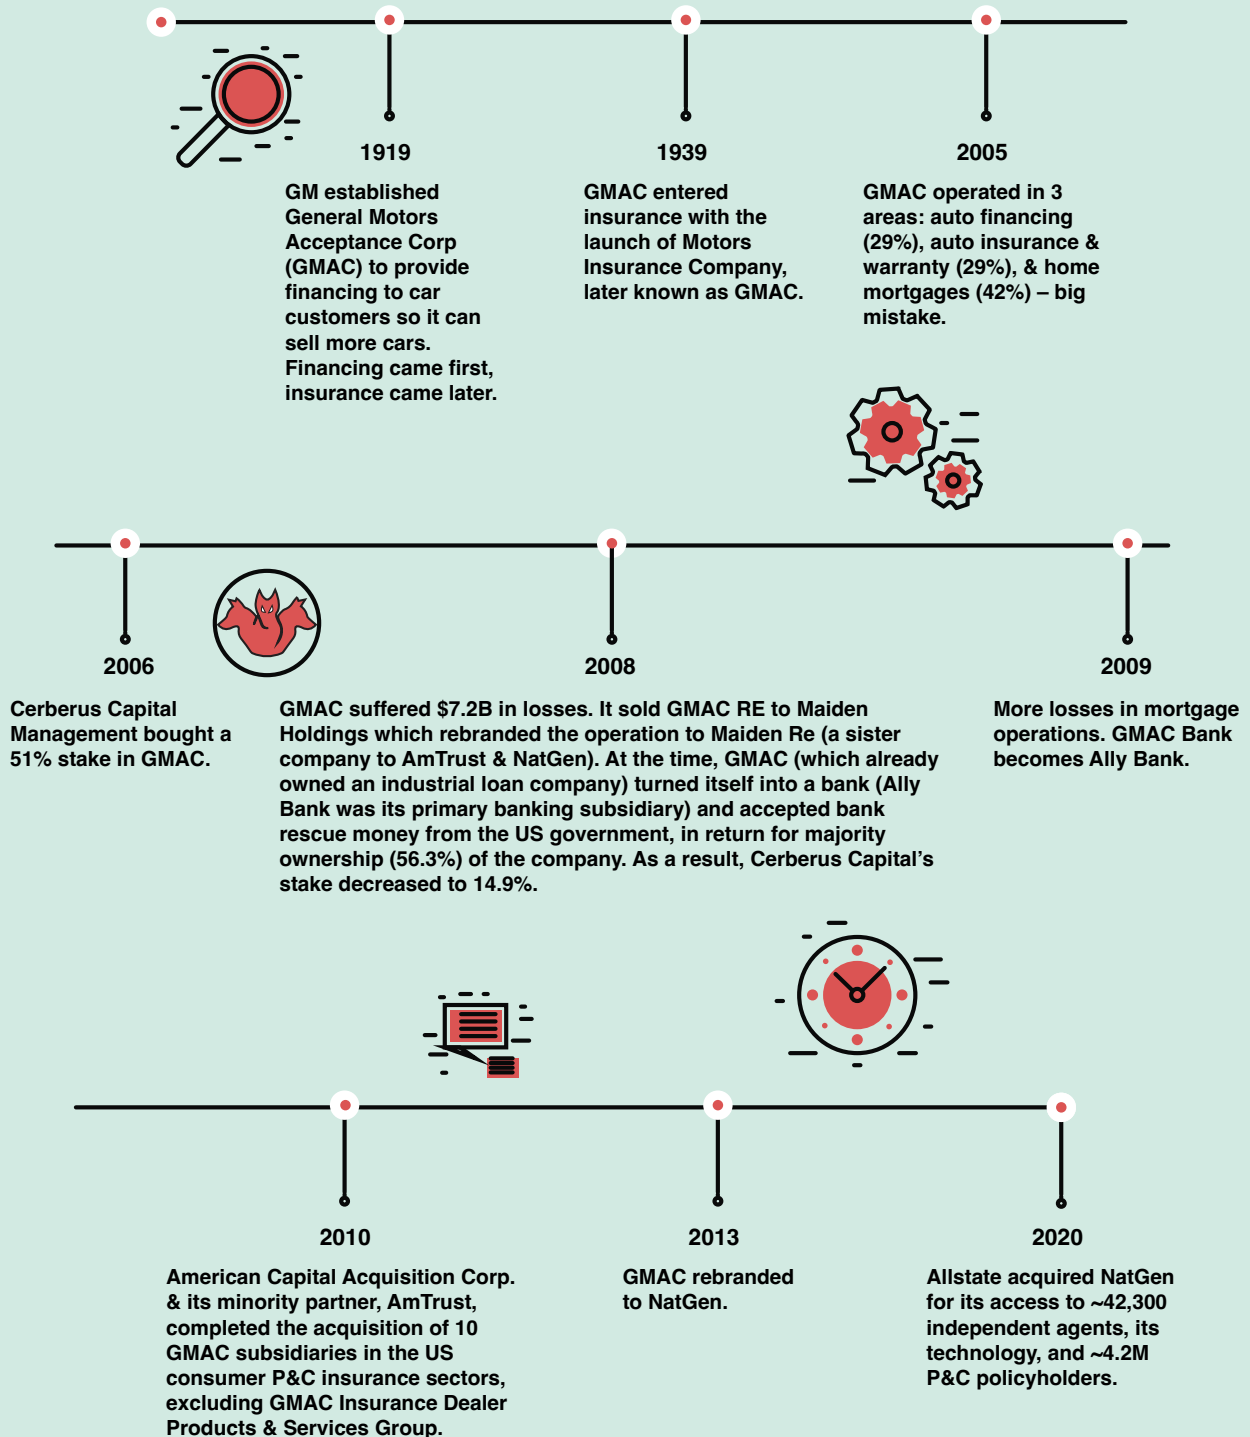 1919
GM established
General Motors
Acceptance Corp
(GMAC) to provide
financing to car
customers so it can
sell more cars.
Financing came first,
insurance came later.
1939
GMAC entered
insurance with the
launch of Motors
Insurance Company,
later known as GMAC.
2005
GMAC operated in 3
areas: auto financing
(29%), auto insurance &
warranty (29%), & home
mortgages (42%) – big
mistake.
2006
Cerberus Capital
Management bought a
51% stake in GMAC.
2008
GMAC suffered $7.2B in losses. It sold GMAC RE to Maiden
Holdings which rebranded the operation to Maiden Re (a sister
company to AmTrust & NatGen). At the time, GMAC (which already
owned an industrial loan company) turned itself into a bank (Ally
Bank was its primary banking subsidiary) and accepted bank
rescue money from the US government, in return for majority
ownership (56.3%) of the company. As a result, Cerberus Capital’s
stake decreased to 14.9%.
2009
More losses in mortgage
operations. GMAC Bank
becomes Ally Bank.
2010
American Capital Acquisition Corp.
& its minority partner, AmTrust,
completed the acquisition of 10
GMAC subsidiaries in the US
consumer P&C insurance sectors,
excluding GMAC Insurance Dealer
Products & Services Group.
2013
GMAC rebranded
to NatGen.
2020
Allstate acquired NatGen
for its access to ~42,300
independent agents, its
technology, and ~4.2M
P&C policyholders.